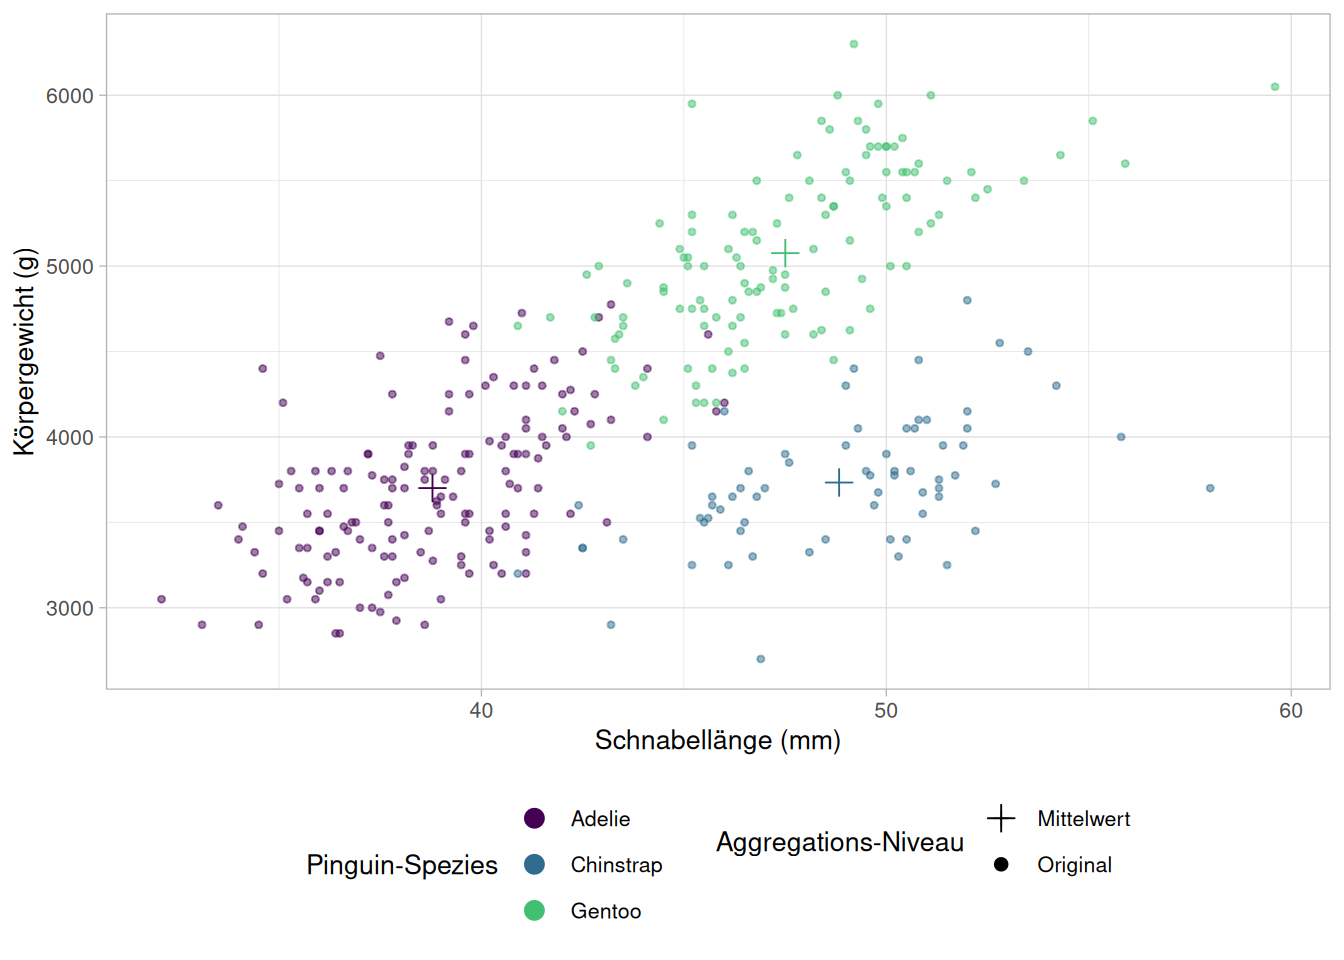 6000
5000
4000
3000
Körpergewicht (g)
40 50 60
Schnabellänge (mm)
Pinguin-Spezies
Adelie
Chinstrap
Gentoo
Aggregations-Niveau
Mittelwert
Original